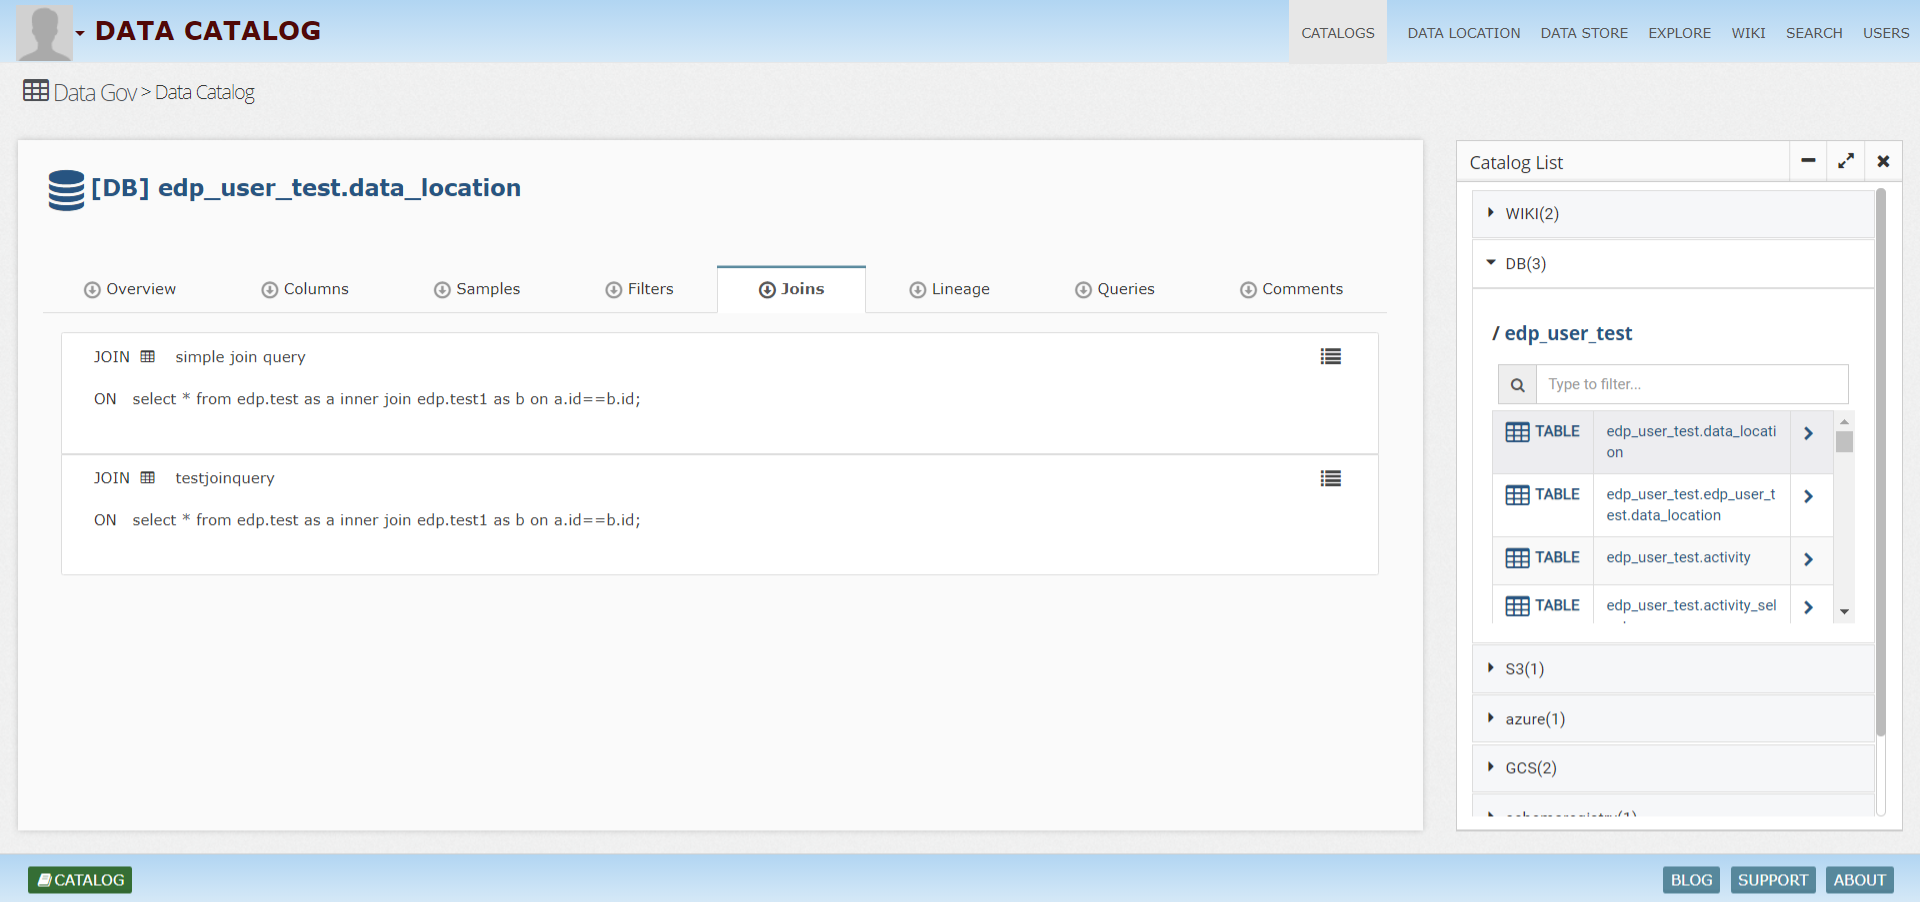 DATA CATALOG
CATALOGS DATA LOCATION DATA STORE EXPLORE WIKI SEARCH USERS
Data Gov > Data Catalog
[DB] edp_user_test.data_location
Overview Columns Samples Filters Joins Lineage Queries Comments
JOIN simple join query
ON select * from edp.test as a inner join edp.test1 as b on a.id==b.id;
JOIN testjoinquery
ON select * from edp.test as a inner join edp.test1 as b on a.id==b.id;
Catalog List
WIKI(2)
DB(3)
/ edp_user_test
Type to filter...
TABLE edp_user_test.data_locati
on
TABLE edp_user_test.edp_user_t
est.data_location
TABLE edp_user_test.activity
TABLE edp_user_test.activity_sel
S3(1)
azure(1)
GCS(2)
CATALOG
BLOG SUPPORT ABOUT